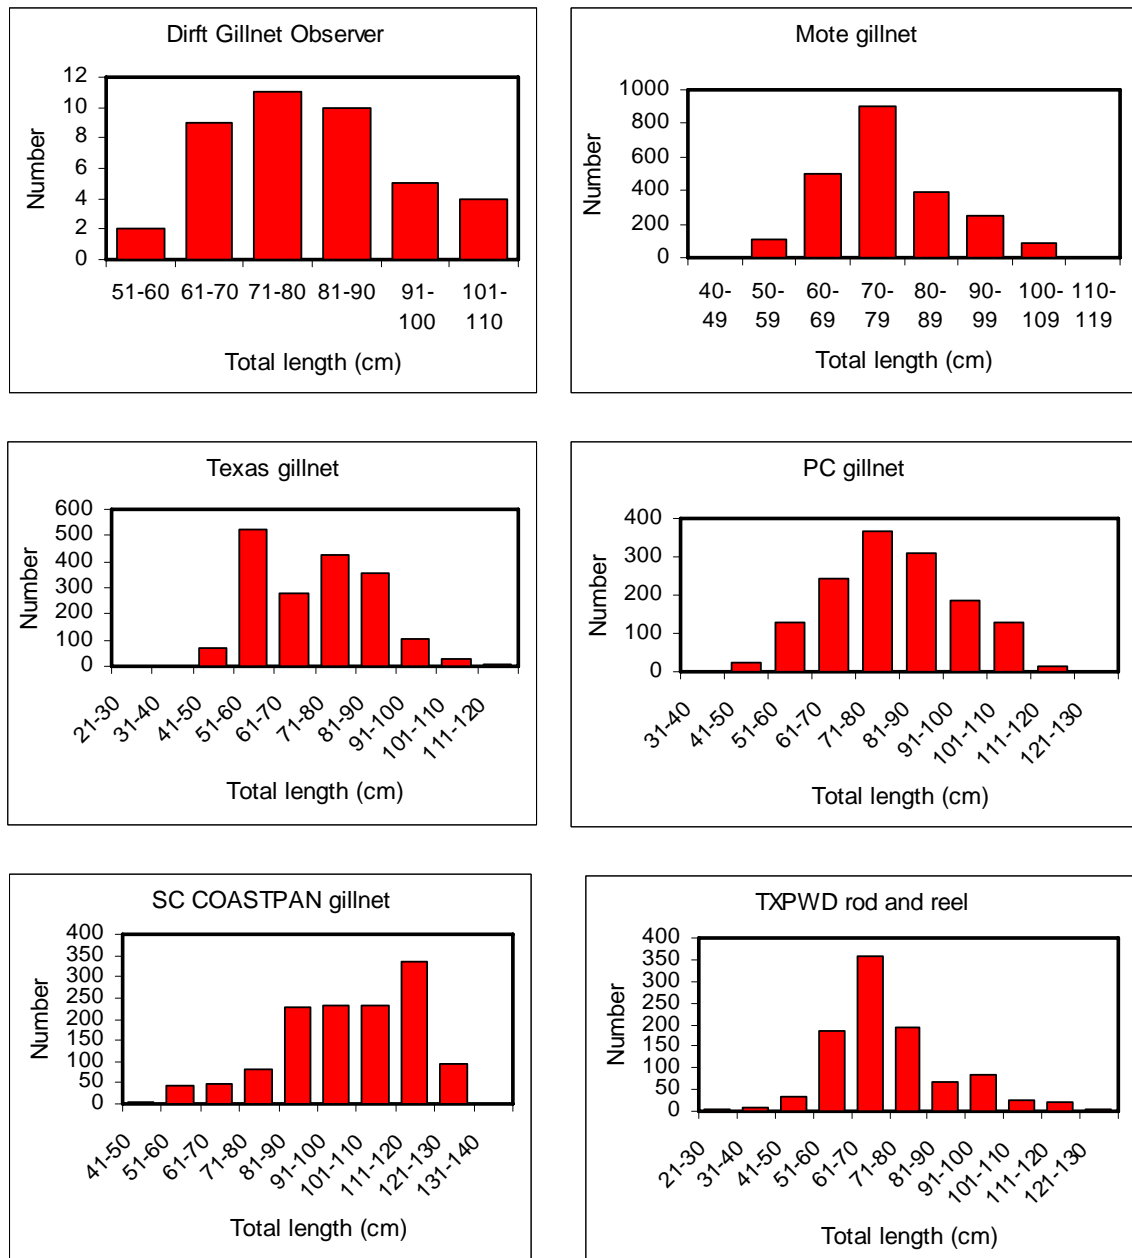 Dirft Gillnet Observer
Number
12
10
8
6
4
2
0
51-60 61-70 71-80 81-90 91-100 101-110
Total length (cm)
Mote gillnet
Number
1000
800
600
400
200
0
40-49 50-59 60-69 70-79 80-89 90-99 100-109 110-119
Total length (cm)
Texas gillnet
Number
600
500
400
300
200
100
0
21-30 31-40 41-50 51-60 61-70 71-80 81-90 91-100 101-110 111-120
Total length (cm)
PC gillnet
Number
400
300
200
100
0
31-40 41-50 51-60 61-70 71-80 81-90 91-100 101-110 111-120 121-130
Total length (cm)
SC COASTPAN gillnet
Number
400
350
300
250
200
150
100
50
0
41-50 51-60 61-70 71-80 81-90 91-100 101-110 111-120 121-130 131-140
Total length (cm)
TXPWD rod and reel
Number
400
350
300
250
200
150
100
50
0
21-30 31-40 41-50 51-60 61-70 71-80 81-90 91-100 101-110 111-120 121-130
Total length (cm)